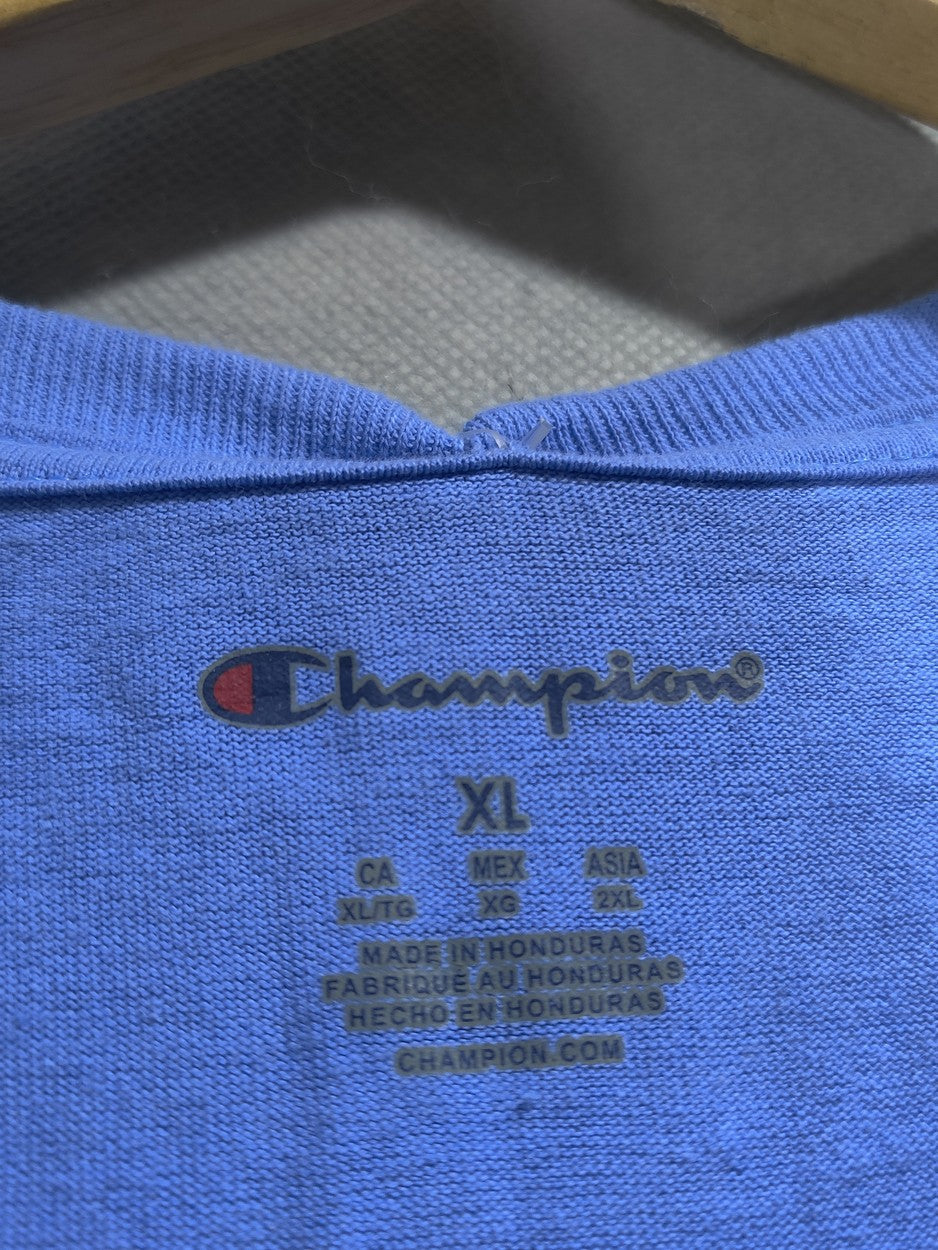 Champion®
XL
CA MEX ASIA
XL/TG XG 2XL
MADE IN HONDURAS
FABRIQUÉ AU HONDURAS
HECHO EN HONDURAS
CHAMPION.COM